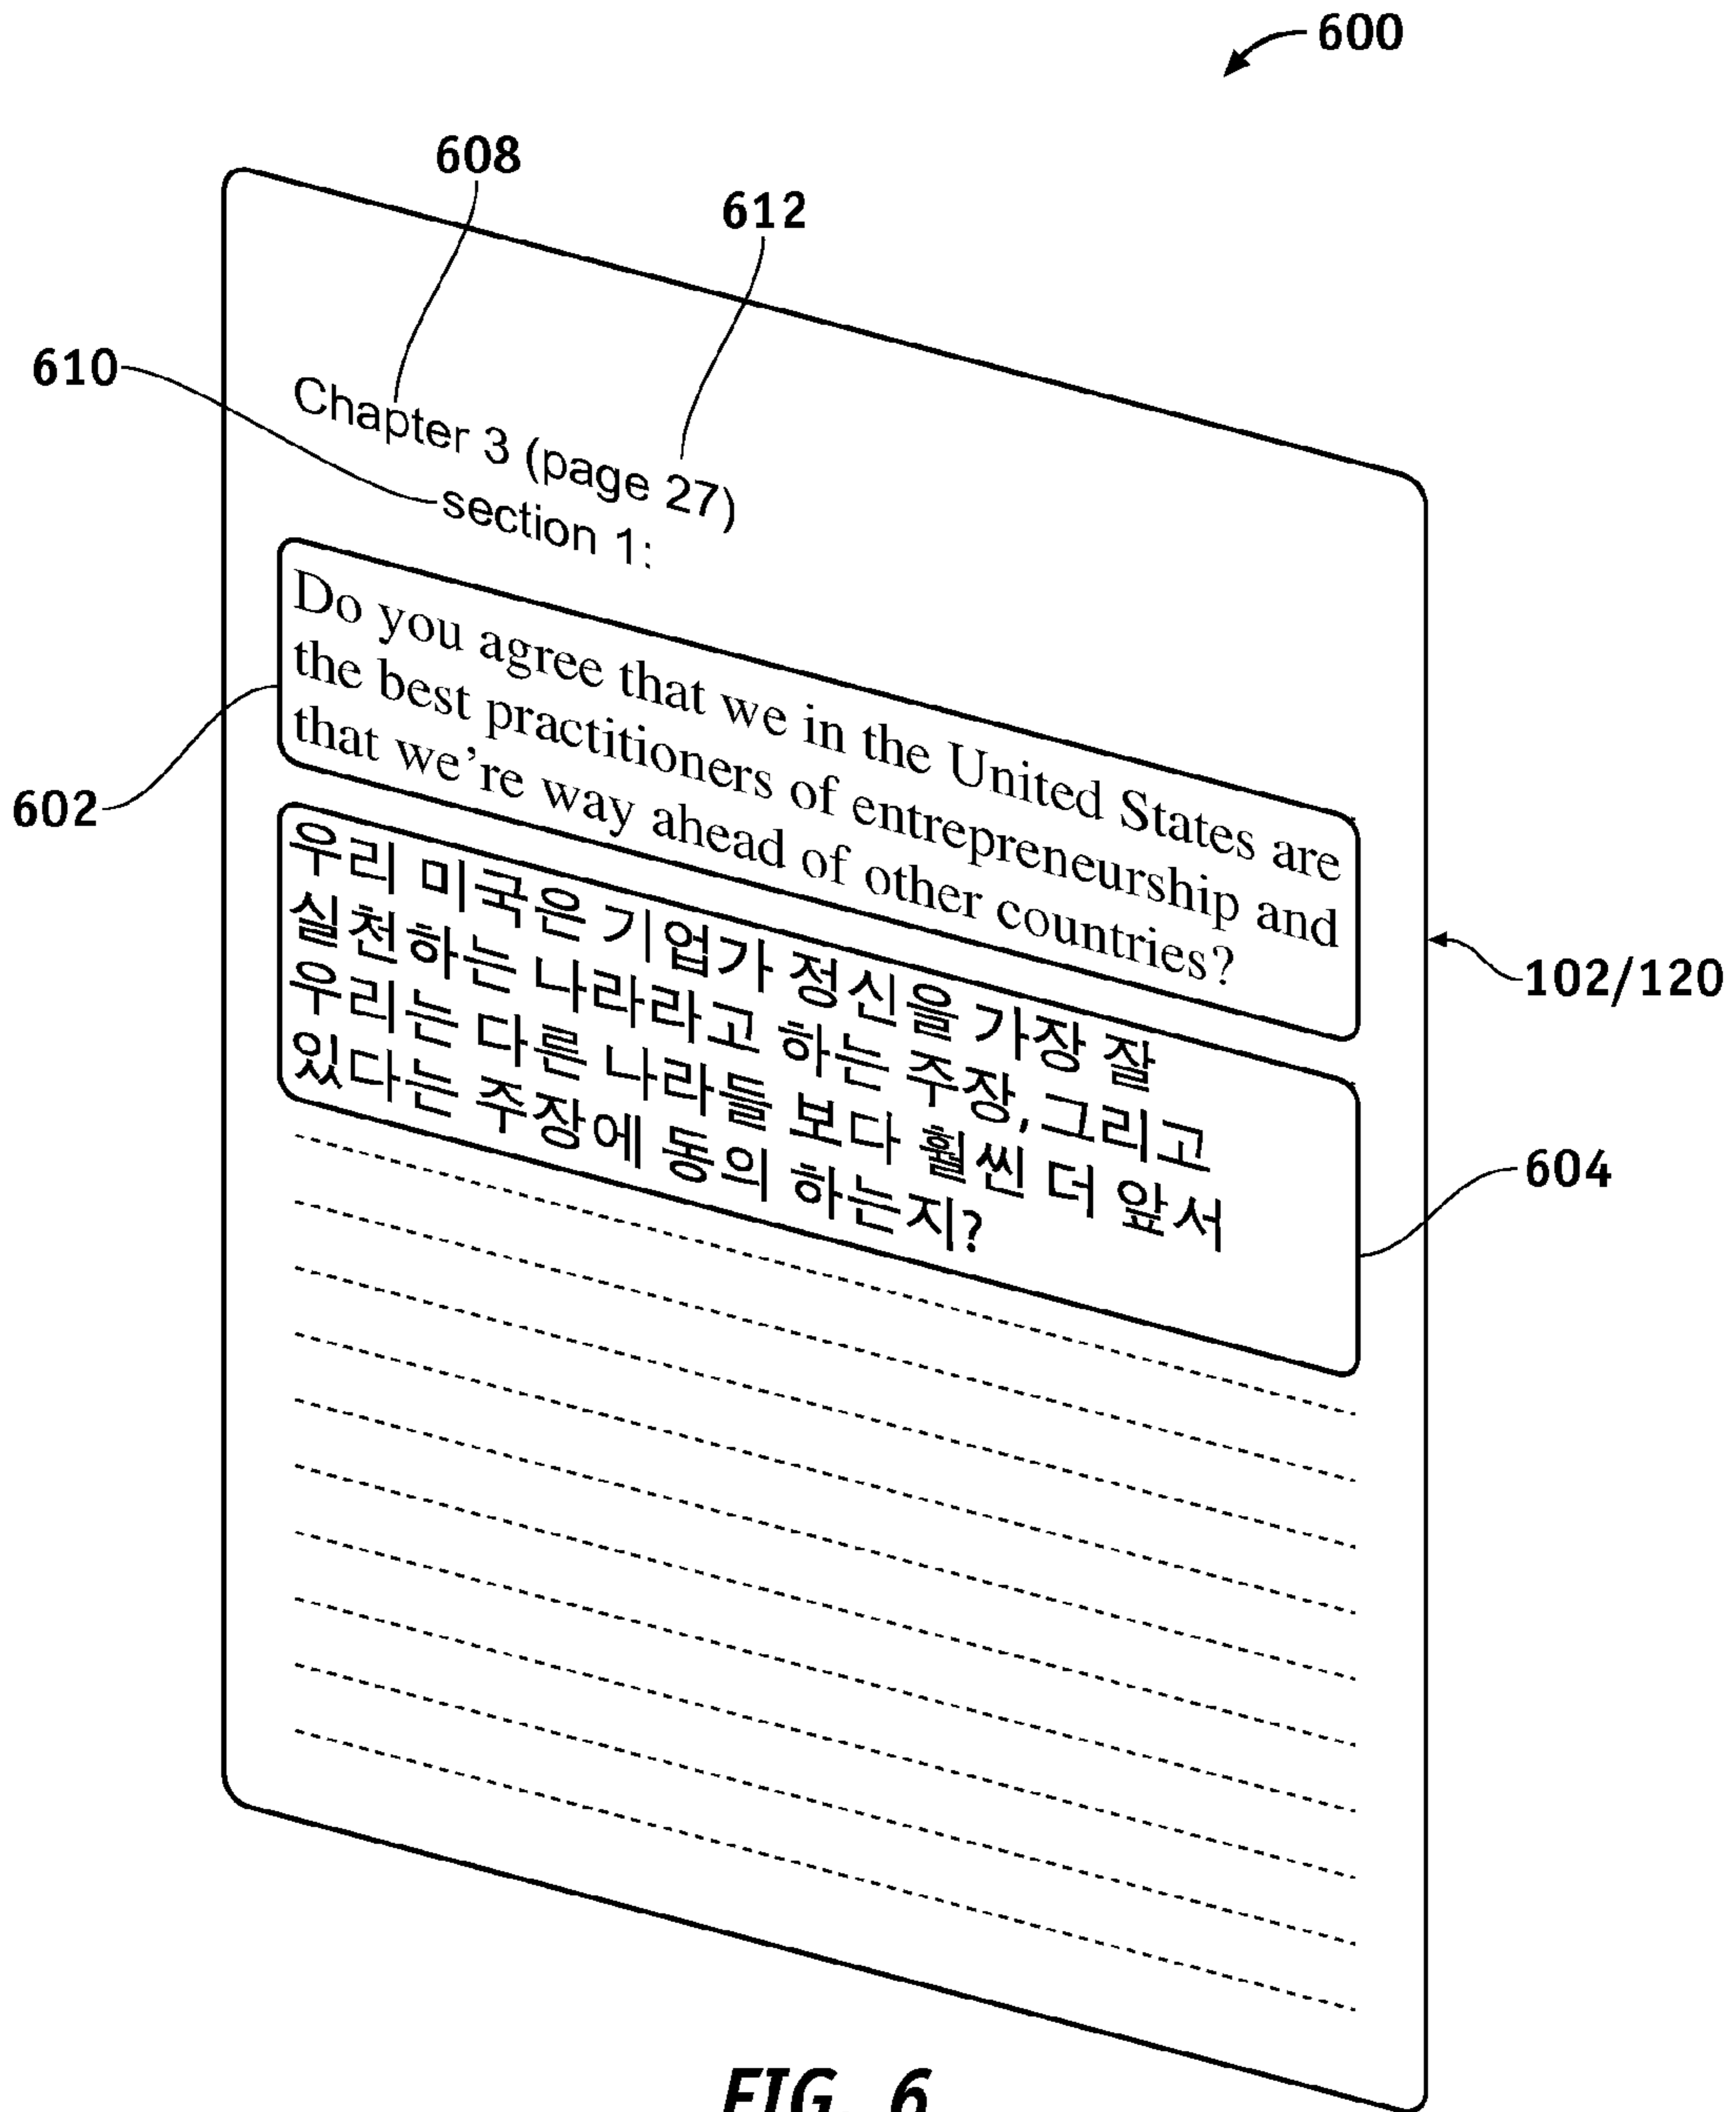 600
608
612
610
Chapter 3 (page 27)
section 1:
Do you agree that we in the United States are
the best practitioners of entrepreneurship and
that we're way ahead of other countries?
602
우리 미국은 기업가 정신을 가장 잘
실천하는 나라라고 하는 주장, 그리고
우리는 다른 나라들 보다 훨씬 더 앞서
있다는 주장에 동의 하는지?
102/120
604
FIG. 6